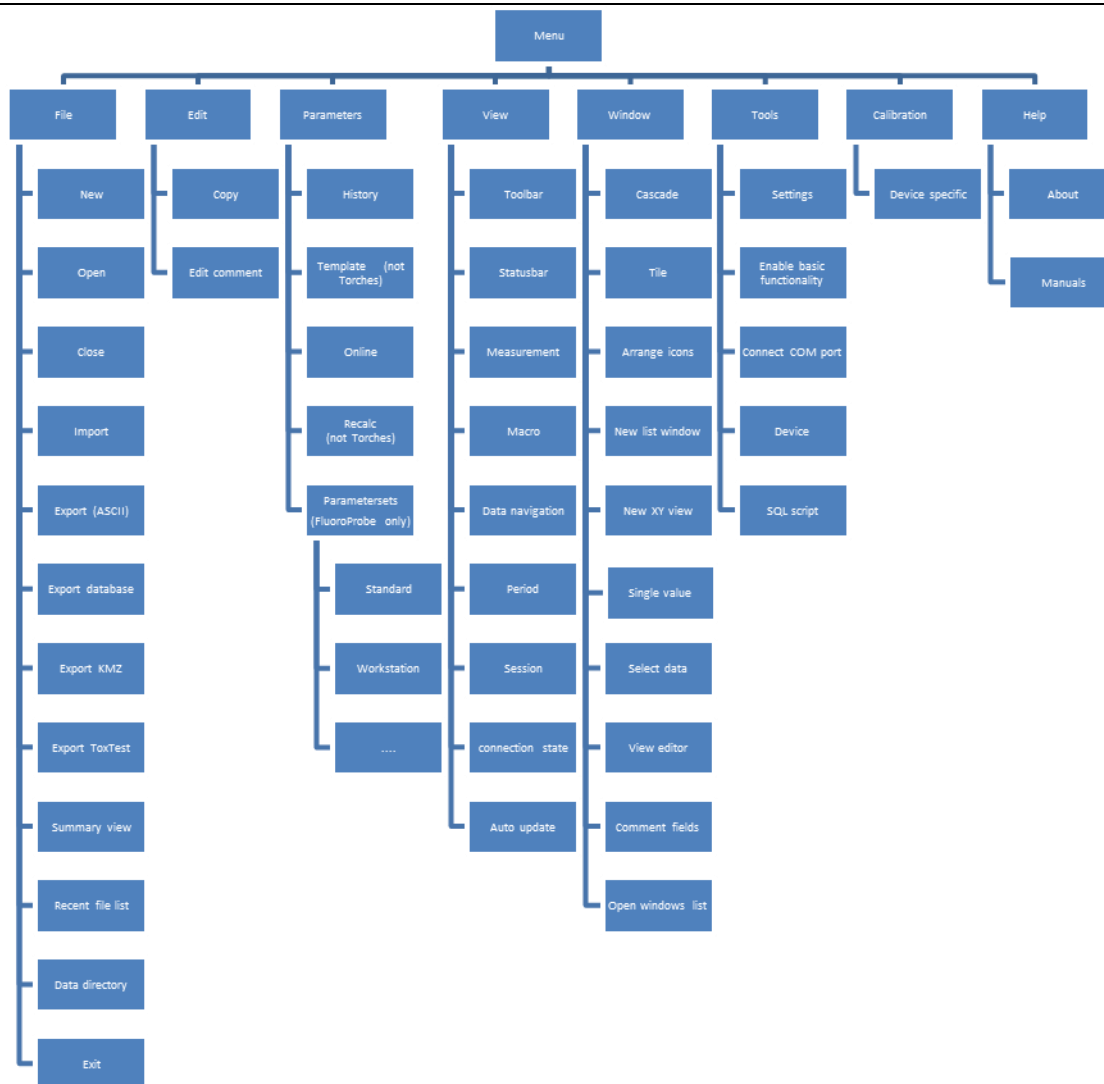 Menu
File
Edit
Parameters
View
Window
Tools
Calibration
Help
New
Open
Close
Import
Export (ASCII)
Export database
Export KMZ
Export ToxTest
Summary view
Recent file list
Data directory
Exit
Copy
Edit comment
History
Template (not
Torches)
Online
Recalc
(not Torches)
Parametersets
(FluoroProbe only)
Standard
Workstation
....
Toolbar
Statusbar
Measurement
Macro
Data navigation
Period
Session
connection state
Auto update
Cascade
Tile
Arrange icons
New list window
New XY view
Single value
Select data
View editor
Comment fields
Open windows list
Settings
Enable basic
functionality
Connect COM port
Device
SQL script
Device specific
About
Manuals